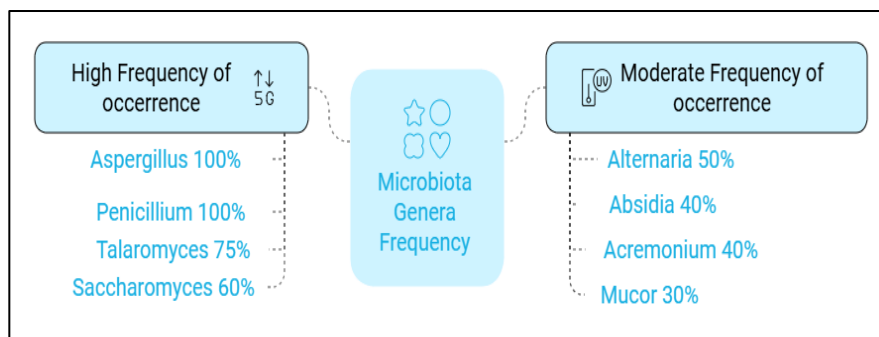 High Frequency of
occerrence
5G
Aspergillus 100%
Penicillium 100%
Talaromyces 75%
Saccharomyces 60%
Microbiota
Genera
Frequency
UV
Moderate Frequency of
occerrence
Alternaria 50%
Absidia 40%
Acremonium 40%
Mucor 30%